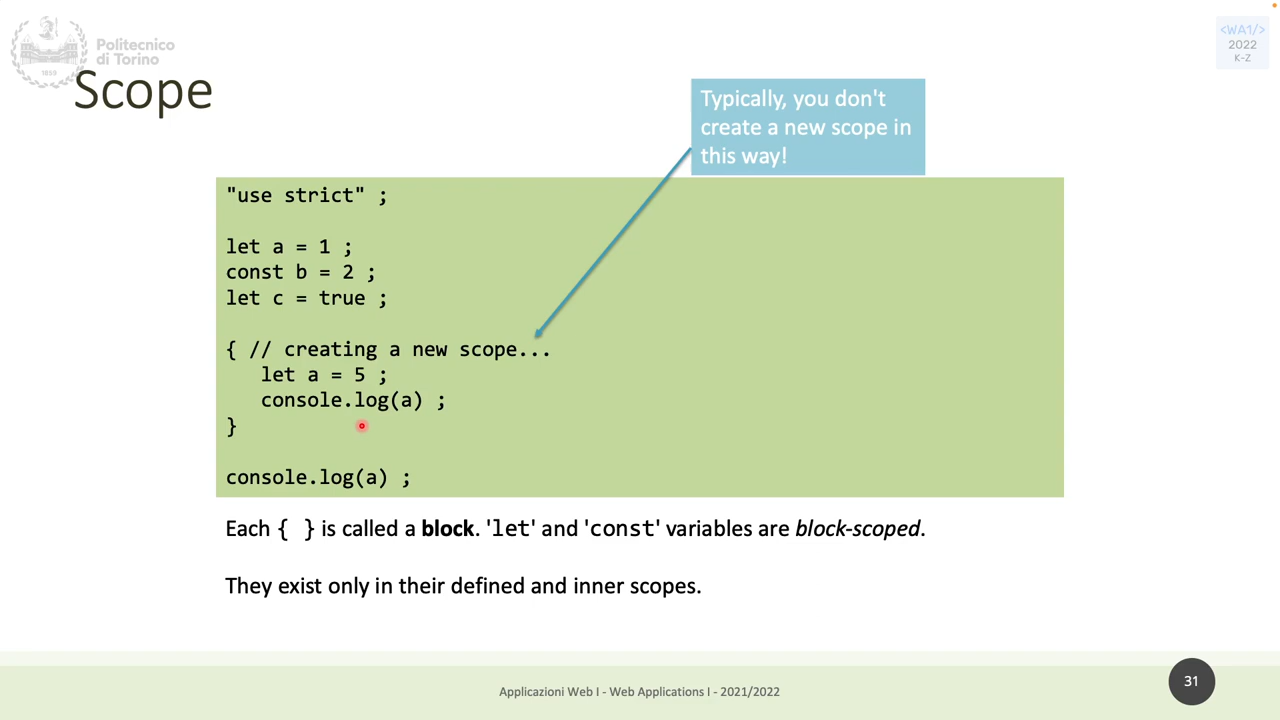 Politecnico
di Torino
1859
<WA1/>
2022
K-Z
Scope
Typically, you don't
create a new scope in
this way!
"use strict" ;
let a = 1 ;
const b = 2 ;
let c = true ;
{ // creating a new scope...
let a = 5 ;
console.log(a) ;
}
console.log(a) ;
Each { } is called a block. 'let' and 'const' variables are block-scoped.
They exist only in their defined and inner scopes.
Applicazioni Web I - Web Applications I - 2021/2022
31